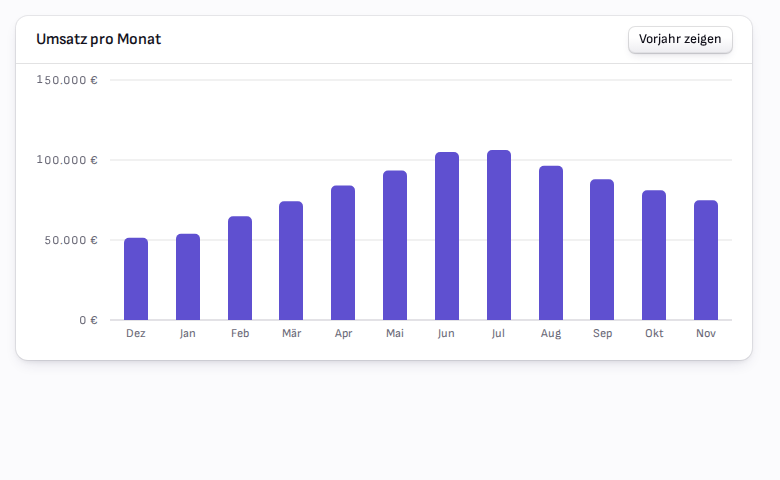 Umsatz pro Monat
Vorjahr zeigen
150.000 €
100.000 €
50.000 €
0 €
Dez Jan Feb Mär Apr Mai Jun Jul Aug Sep Okt Nov